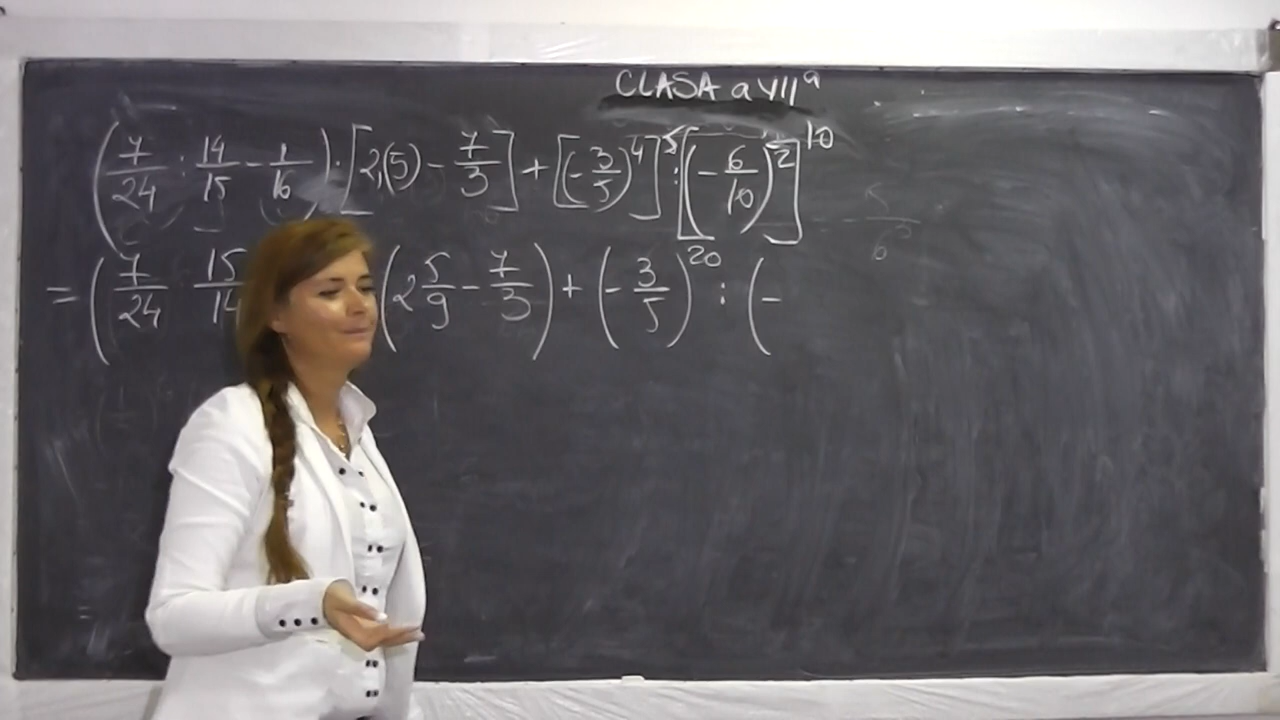 CLASA a VII a
(7/24 : 14/15 - 1/16) · [2,(5) - 7/3] + [(-3/5)^4]^5 : [(-6/10)^2]^10
= (7/24 15/14 (2 5/9 - 7/3) + (-3/5)^20 : (-